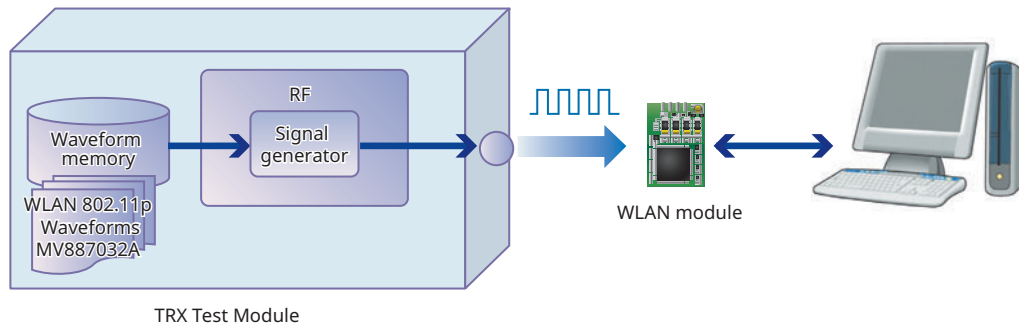 RF
Waveform
memory
Signal
generator
WLAN 802.11p
Waveforms
MV887032A
WLAN module
TRX Test Module